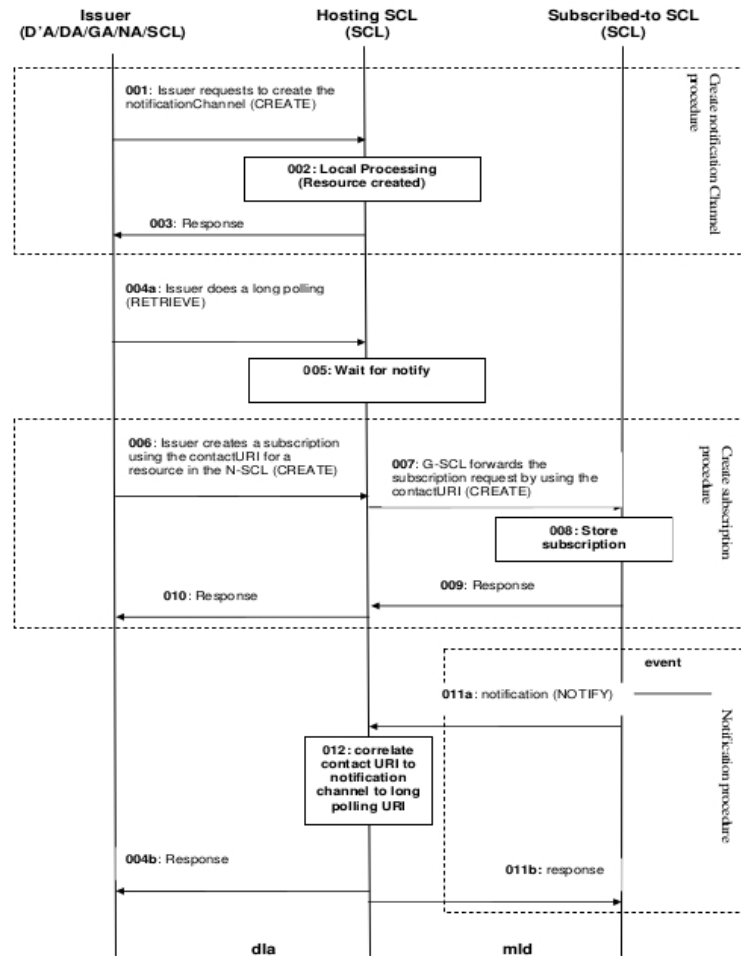 Issuer
(D'A/DA/GA/NA/SCL)
Hosting SCL
(SCL)
Subscribed-to SCL
(SCL)
001: Issuer requests to create the
notificationChannel (CREATE)
Create notification Channel
procedure
002: Local Processing
(Resource created)
003: Response
004a: Issuer does a long polling
(RETRIEVE)
005: Wait for notify
006: Issuer creates a subscription
using the contactURI for a
resource in the N-SCL (CREATE)
007: G-SCL forwards the
subscription request by using the
contactURI (CREATE)
Create subscription
procedure
008: Store
subscription
009: Response
010: Response
event
011a: notification (NOTIFY)
Notification procedure
012: correlate
contact URI to
notification
channel to long
polling URI
004b: Response
011b: response
dIa
mId